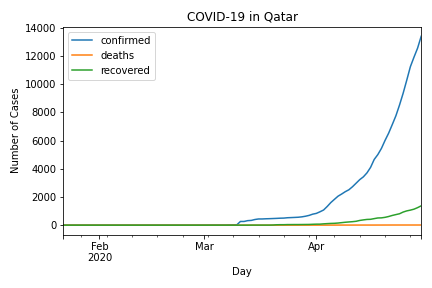 COVID-19 in Qatar
14000
12000
10000
8000
6000
4000
2000
0
Number of Cases
confirmed
deaths
recovered
Feb
2020
Mar
Apr
Day